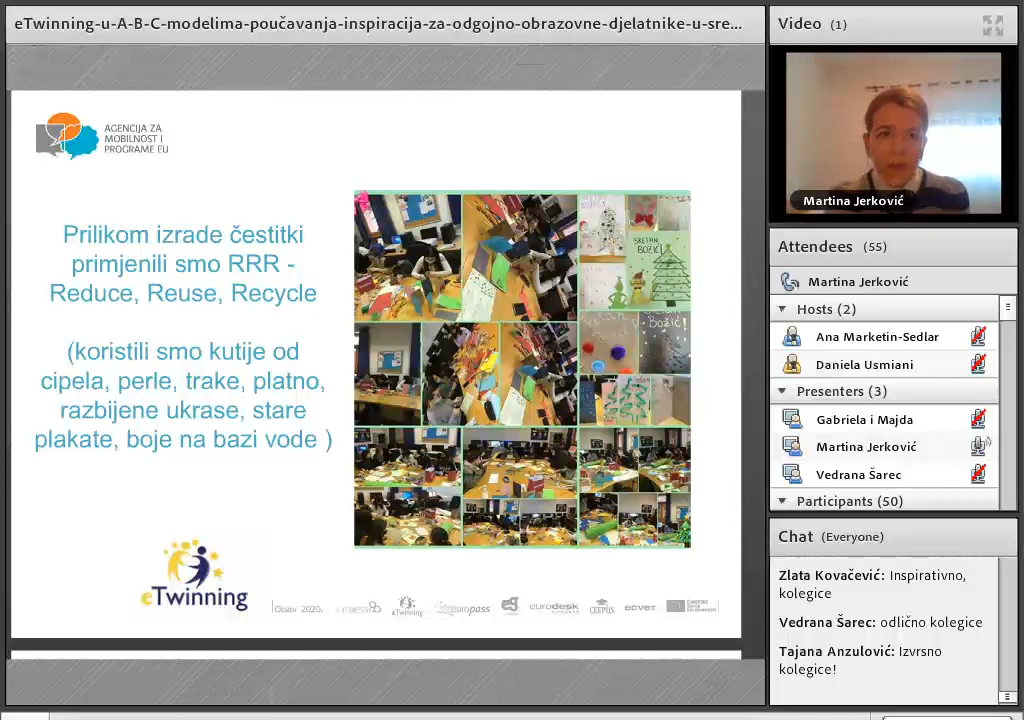 eTwinning-u-A-B-C-modelima-poučavanja-inspiracija-za-odgojno-obrazovne-djelatnike-u-sre...
AGENCIJA ZA
MOBILNOST I
PROGRAME EU
Prilikom izrade čestitki
primjenili smo RRR -
Reduce, Reuse, Recycle
(koristili smo kutije od
cipela, perle, trake, platno,
razbijene ukrase, stare
plakate, boje na bazi vode )
SRETAN
BOŽIĆ
eTwinning
europass
eurodesk
CEEPUS
ecvet
Video (1)
Martina Jerković
Attendees (55)
Martina Jerković
Hosts (2)
Ana Marketin-Sedlar
Daniela Usmiani
Presenters (3)
Gabriela i Majda
Martina Jerković
Vedrana Šarec
Participants (50)
Chat (Everyone)
Zlata Kovačević: Inspirativno,
kolegice
Vedrana Šarec: odlično kolegice
Tajana Anzulović: Izvrsno
kolegice!